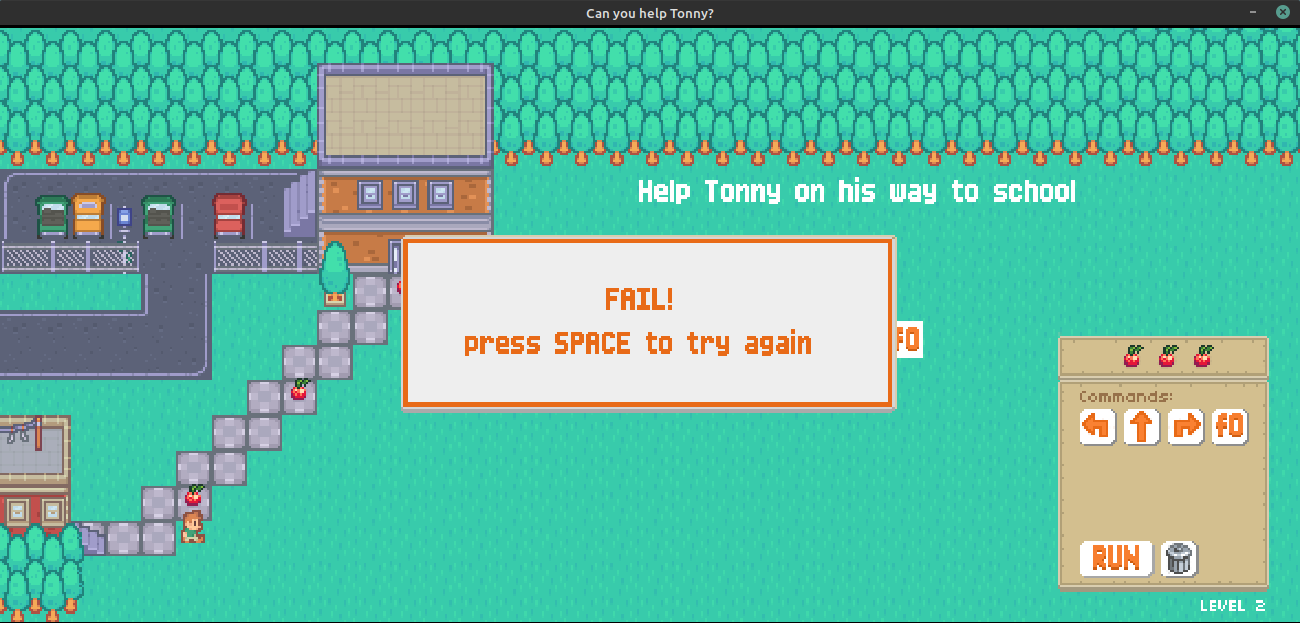 Can you help Tonny?
Help Tonny on his way to school
FAIL!
press SPACE to try again
f0
Commands:
f0
RUN
LEVEL 2